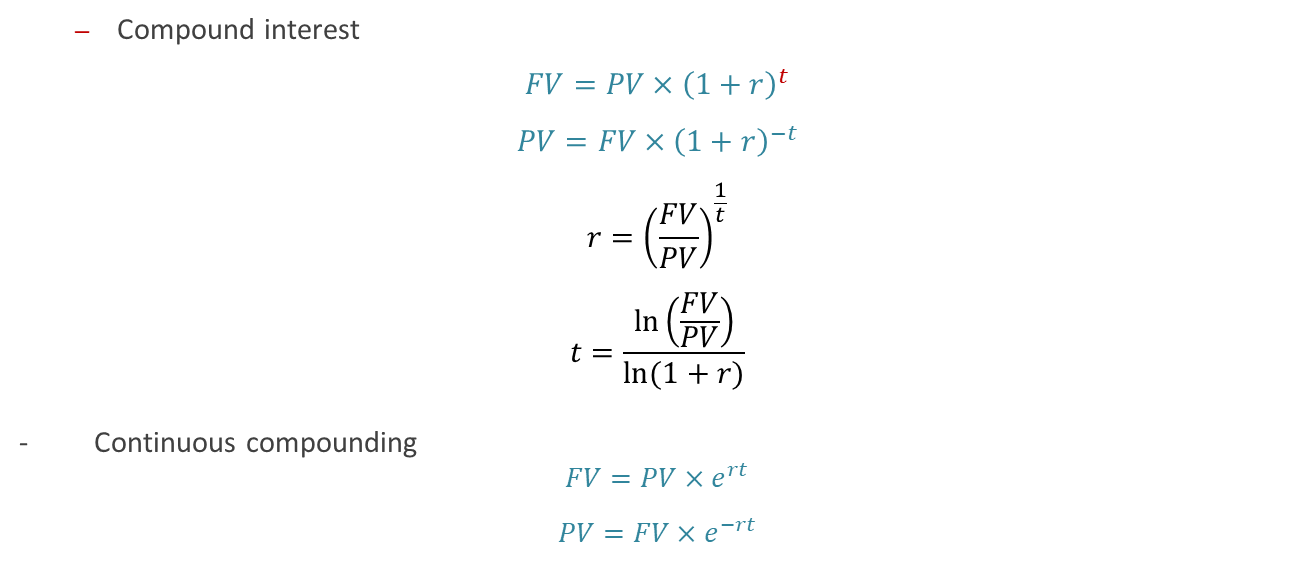 – Compound interest
FV = PV × (1 + r)^t
PV = FV × (1 + r)^−t
r = (FV/PV)^(1/t)
t = ln(FV/PV) / ln(1 + r)
- Continuous compounding
FV = PV × e^rt
PV = FV × e^−rt